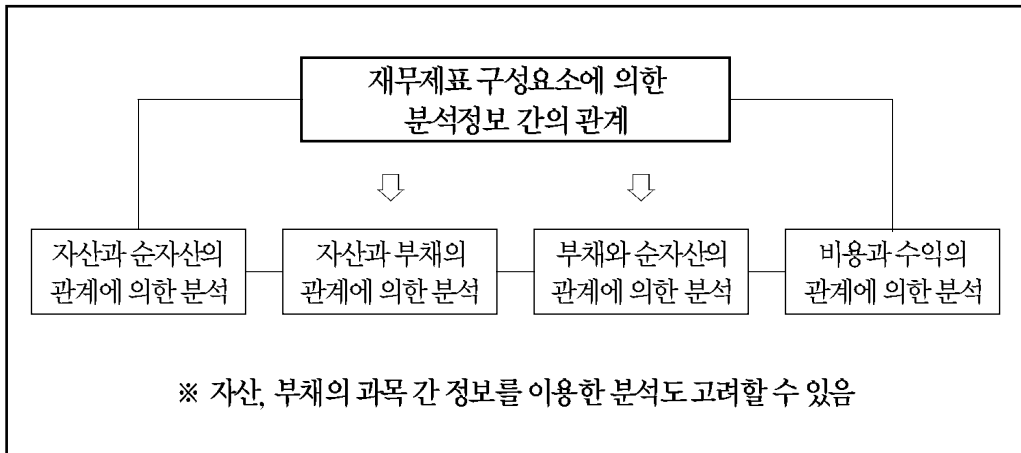 재무제표 구성요소에 의한
분석정보 간의 관계
자산과 순자산의
관계에 의한 분석
자산과 부채의
관계에 의한 분석
부채와 순자산의
관계에 의한 분석
비용과 수익의
관계에 의한 분석
※ 자산, 부채의 과목 간 정보를 이용한 분석도 고려할 수 있음